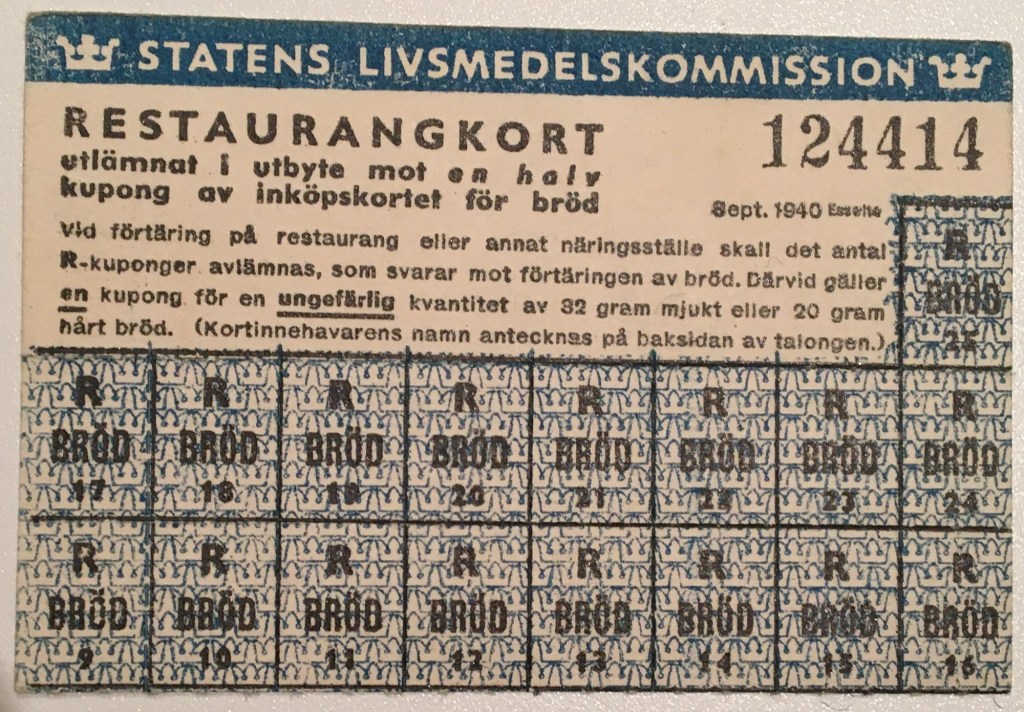 STATENS LIVSMEDELSKOMMISSION
RESTAURANGKORT
124414
utlämnat i utbyte mot en halv
kupong av inköpskortet för bröd
Sept. 1940 Esselte
Vid förtäring på restaurang eller annat näringsställe skall det antal
R-kuponger avlämnas, som svarar mot förtäringen av bröd. Därvid gäller
en kupong för en ungefärlig kvantitet av 32 gram mjukt eller 20 gram
hårt bröd. (Kortinnehavarens namn antecknas på baksidan av talongen.)
R
BRÖD
25
R R R R R R R R
BRÖD BRÖD BRÖD BRÖD BRÖD BRÖD BRÖD BRÖD
17 18 19 20 21 22 23 24
R R R R R R R R
BRÖD BRÖD BRÖD BRÖD BRÖD BRÖD BRÖD BRÖD
9 10 11 12 13 14 15 16